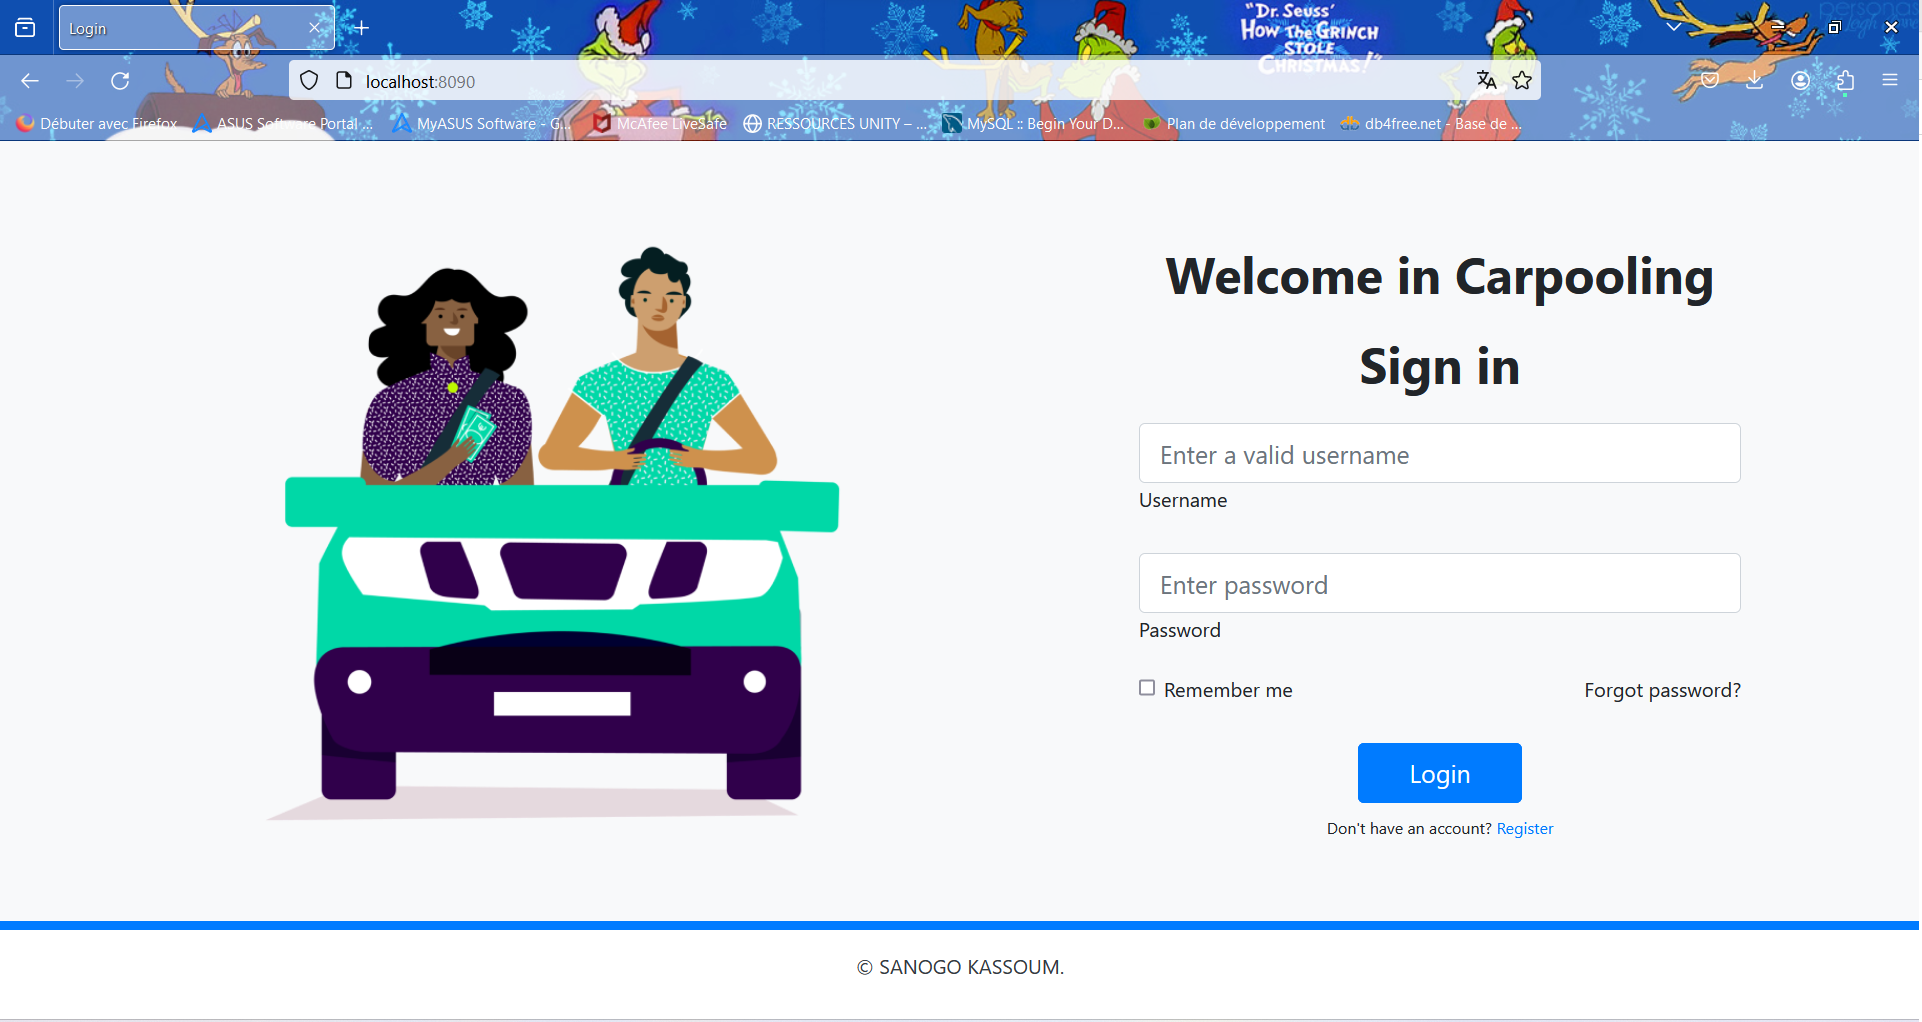 Login
"Dr. Seuss'
HOW THE GRINCH
STOLE
CHRISTMAS!"
personas
localhost:8090
Débuter avec Firefox
ASUS Software Portal ...
MyASUS Software - G...
McAfee LiveSafe
RESSOURCES UNITY – ...
MySQL :: Begin Your D...
Plan de développement
db4free.net - Base de ...
Welcome in Carpooling
Sign in
Enter a valid username
Username
Enter password
Password
Remember me
Forgot password?
Login
Don't have an account? Register
© SANOGO KASSOUM.